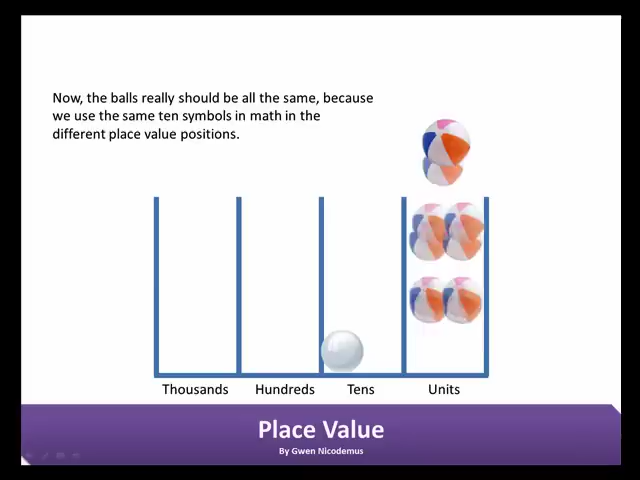 Now, the balls really should be all the same, because
we use the same ten symbols in math in the
different place value positions.
Thousands Hundreds Tens Units
Place Value
By Gwen Nicodemus